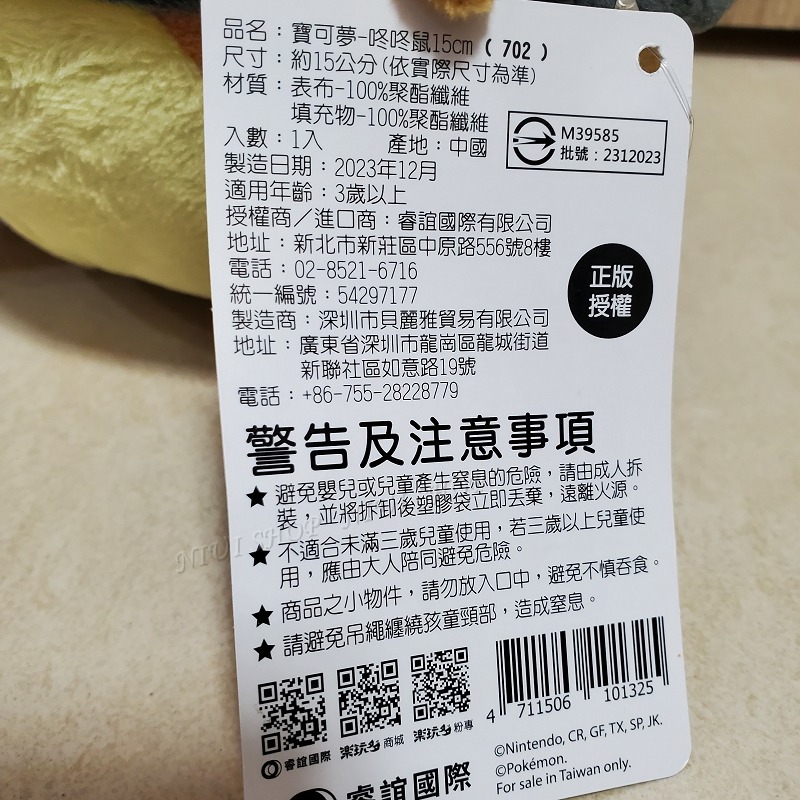 品名：寶可夢-咚咚鼠15cm ( 702 )
尺寸：約15公分(依實際尺寸為準)
材質：表布-100%聚酯纖維
填充物-100%聚酯纖維
入數：1入 產地：中國
M39585
批號：2312023
製造日期：2023年12月
適用年齡：3歲以上
授權商／進口商：睿誼國際有限公司
地址：新北市新莊區中原路556號8樓
電話：02-8521-6716
統一編號：54297177
正版
授權
製造商：深圳市貝麗雅貿易有限公司
地址：廣東省深圳市龍崗區龍城街道
新聯社區如意路19號
電話：+86-755-28228779
警告及注意事項
★ 避免嬰兒或兒童產生窒息的危險，請由成人拆
裝，並將拆卸後塑膠袋立即丟棄，遠離火源。
★ 不適合未滿三歲兒童使用，若三歲以上兒童使
用，應由大人陪同避免危險。
★ 商品之小物件，請勿放入口中，避免不慎吞食。
★ 請避免吊繩纏繞孩童頸部，造成窒息。
NIUI SHOP
睿誼國際
樂玩多 商城
樂玩多 粉專
4 711506 101325
睿誼國際
©Nintendo, CR, GF, TX, SP, JK.
©Pokémon.
For sale in Taiwan only.